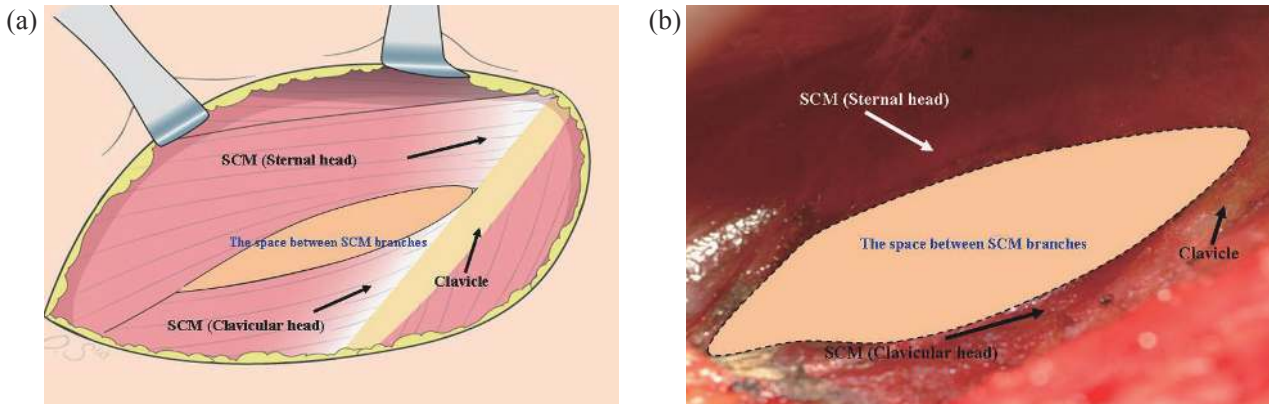 (a)
SCM (Sternal head)
The space between SCM branches
Clavicle
SCM (Clavicular head)
(b)
SCM (Sternal head)
The space between SCM branches
Clavicle
SCM (Clavicular head)